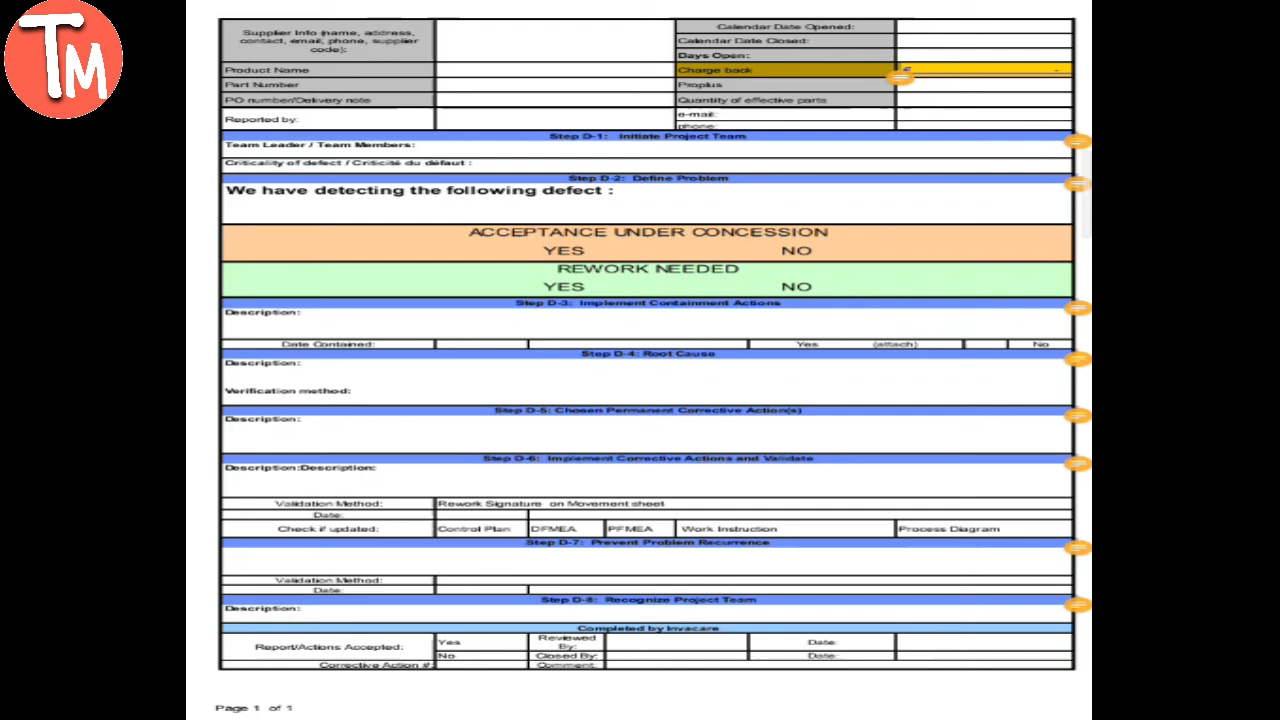 TM
Supplier Info (name, address,
contact, email, phone, supplier
code):
Calendar Date Opened:
Calendar Date Closed:
Days Open:
Product Name
Charge back
€ -
Part Number
Proplus
PO number/Delivery note
Quantity of effective parts
Reported by:
e-mail:
phone:
Step D-1: Initiate Project Team
Team Leader / Team Members:
Criticality of defect / Criticité du défaut :
Step D-2: Define Problem
We have detecting the following defect :
ACCEPTANCE UNDER CONCESSION
YES NO
REWORK NEEDED
YES NO
Step D-3: Implement Containment Actions
Description:
Date Contained: Yes (attach) No
Step D-4: Root Cause
Description:
Verification method:
Step D-5: Chosen Permanent Corrective Action(s)
Description:
Step D-6: Implement Corrective Actions and Validate
Description:Description:
Validation Method: Rework Signature on Movement sheet
Date:
Check if updated: Control Plan DFMEA PFMEA Work Instruction Process Diagram
Step D-7: Prevent Problem Recurrence
Validation Method:
Date:
Step D-8: Recognize Project Team
Description:
Completed by Invacare
Report/Actions Accepted:
Yes
Reviewed
By:
Date:
No
Closed By:
Date:
Corrective Action #:
Comment:
Page 1 of 1